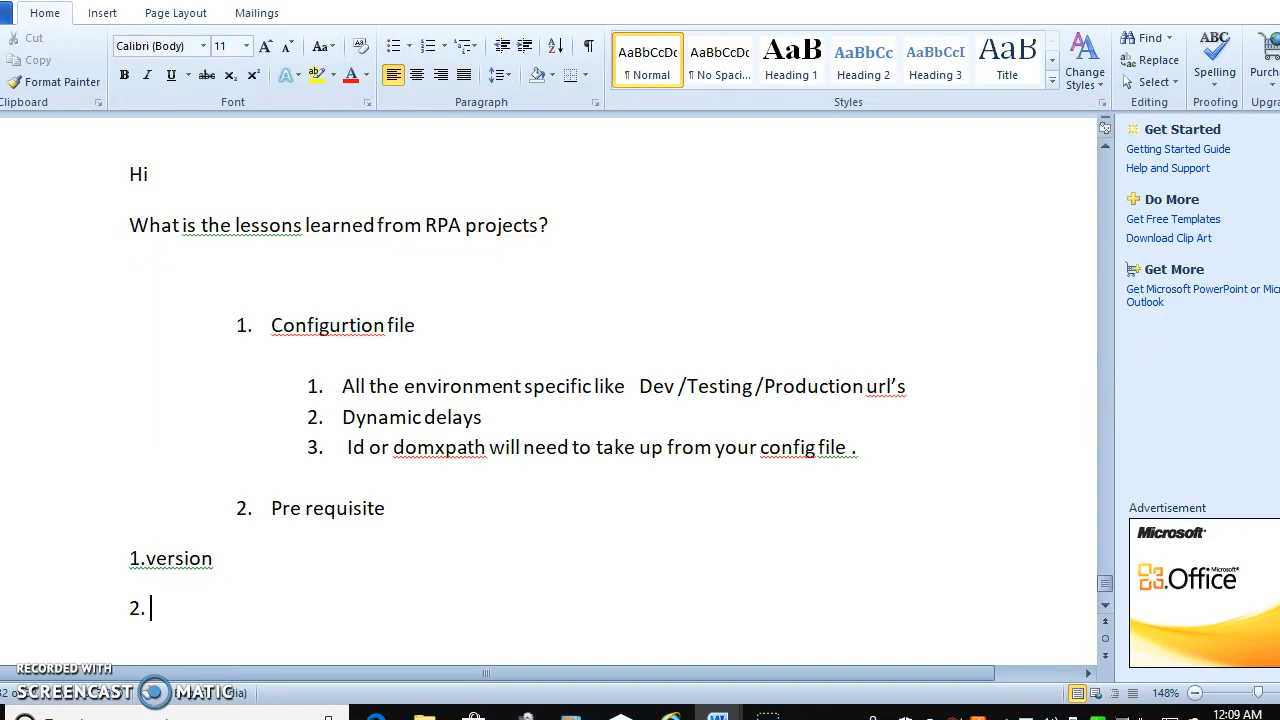 Home Insert Page Layout Mailings
Cut
Copy
Format Painter
Clipboard
Calibri (Body) 11
Font
Paragraph
AaBbCcDc AaBbCcDc AaB AaBbCc AaBbCcI AaB
¶ Normal ¶ No Spaci... Heading 1 Heading 2 Heading 3 Title
Styles
Change
Styles
Find
Replace
Select
Editing
ABC
Spelling
Proofing
Hi
What is the lessons learned from RPA projects?
1. Configurtion file
1. All the environment specific like Dev /Testing /Production url's
2. Dynamic delays
3. Id or domxpath will need to take up from your config file .
2. Pre requisite
1.version
2.
Get Started
Getting Started Guide
Help and Support
Do More
Get Free Templates
Download Clip Art
Get More
Get Microsoft PowerPoint or
Outlook
Advertisement
Microsoft
Office
RECORDED WITH
SCREENCAST MATIC
148%
12:09 AM